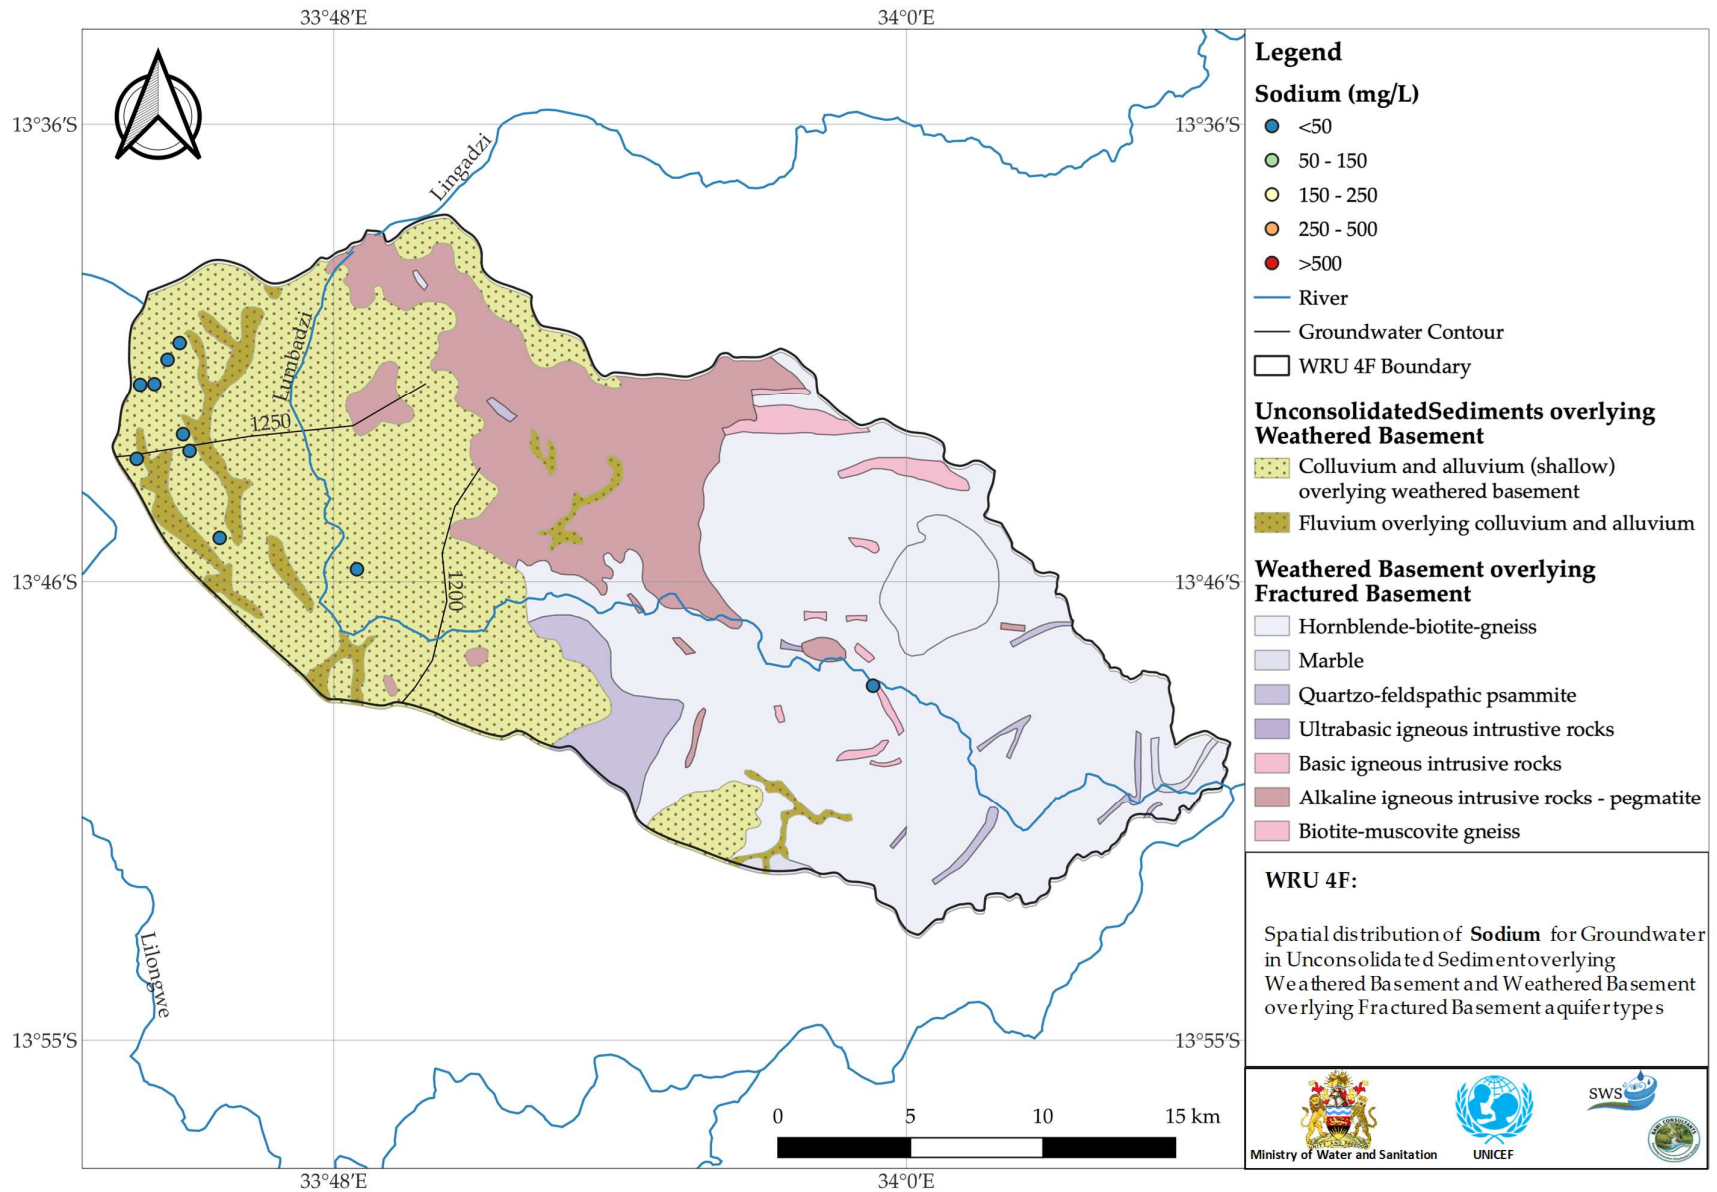 33°48'E
34°0'E
13°36'S
13°36'S
Lingadzi
Lumbadzi
1250
1200
13°46'S
13°46'S
Lilongwe
13°55'S
13°55'S
0 5 10 15 km
33°48'E
34°0'E
Legend
Sodium (mg/L)
<50
50 - 150
150 - 250
250 - 500
>500
River
Groundwater Contour
WRU 4F Boundary
UnconsolidatedSediments overlying
Weathered Basement
Colluvium and alluvium (shallow)
overlying weathered basement
Fluvium overlying colluvium and alluvium
Weathered Basement overlying
Fractured Basement
Hornblende-biotite-gneiss
Marble
Quartzo-feldspathic psammite
Ultrabasic igneous intrustive rocks
Basic igneous intrusive rocks
Alkaline igneous intrusive rocks - pegmatite
Biotite-muscovite gneiss
WRU 4F:
Spatial distribution of Sodium for Groundwater
in Unconsolidated Sediment overlying
Weathered Basement and Weathered Basement
overlying Fractured Basement aquifer types
SWS
Ministry of Water and Sanitation
UNICEF